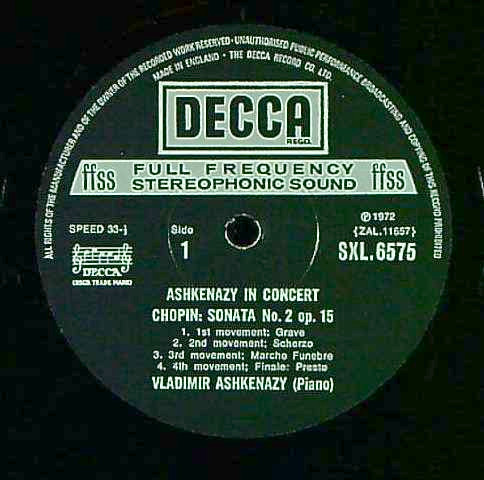 ALL RIGHTS OF THE MANUFACTURER AND OF THE OWNER OF THE RECORDED WORK RESERVED · UNAUTHORISED PUBLIC PERFORMANCE BROADCASTING AND COPYING OF THIS RECORD PROHIBITED
MADE IN ENGLAND · THE DECCA RECORD CO. LTD.
DECCA
REGD.
ffss FULL FREQUENCY STEREOPHONIC SOUND ffss
SPEED 33⅓
Side
1
℗ 1972
{ZAL.11657}
SXL.6575
DECCA
(REGD. TRADE MARK)
ASHKENAZY IN CONCERT
CHOPIN: SONATA No. 2 op. 15
1. 1st movement; Grave
2. 2nd movement; Scherzo
3. 3rd movement; Marche Funebre
4. 4th movement; Finale: Presto
VLADIMIR ASHKENAZY (Piano)